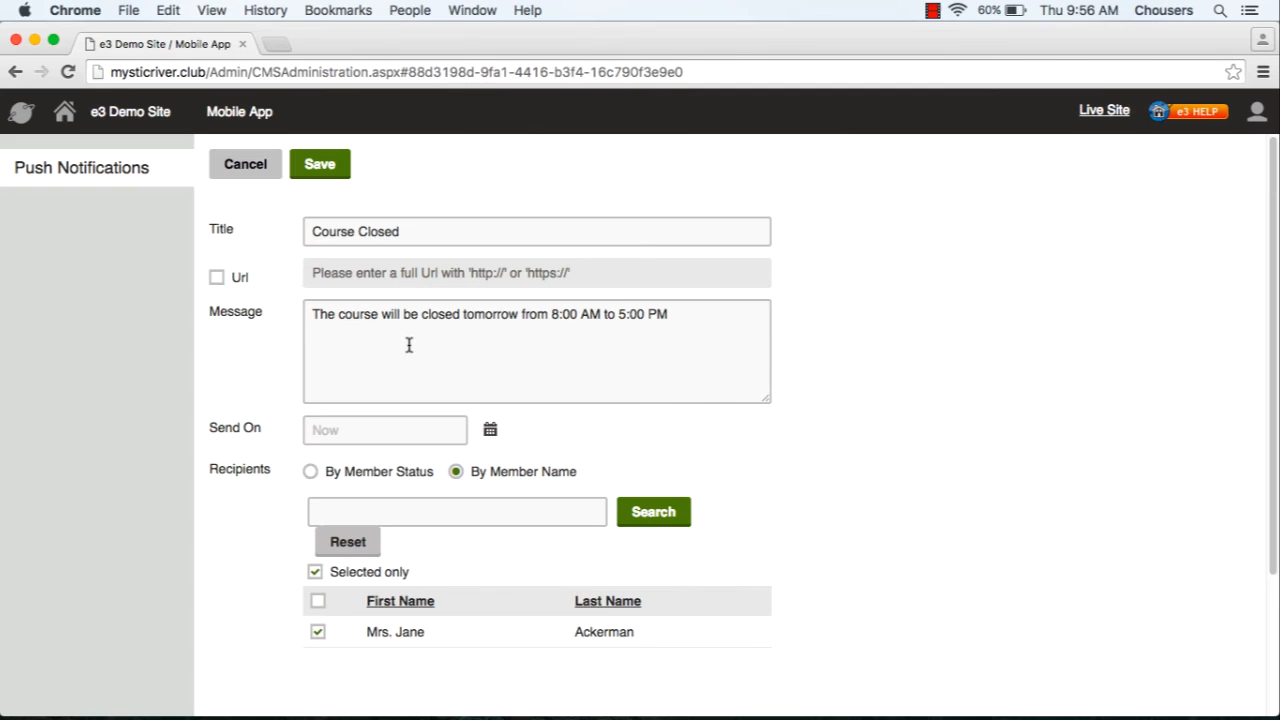 Chrome File Edit View History Bookmarks People Window Help 60% Thu 9:56 AM Chousers
e3 Demo Site / Mobile App
mysticriver.club/Admin/CMSAdministration.aspx#88d3198d-9fa1-4416-b3f4-16c790f3e9e0
e3 Demo Site Mobile App Live Site e3 HELP
Push Notifications
Cancel Save
Title Course Closed
Url Please enter a full Url with 'http://' or 'https://'
Message The course will be closed tomorrow from 8:00 AM to 5:00 PM
Send On Now
Recipients By Member Status By Member Name
Search
Reset
Selected only
First Name Last Name
Mrs. Jane Ackerman